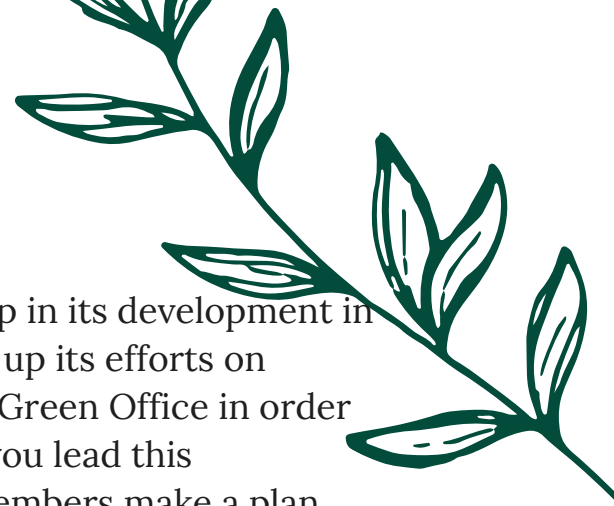 p in its development in
up its efforts on
Green Office in order
you lead this
embers make a plan